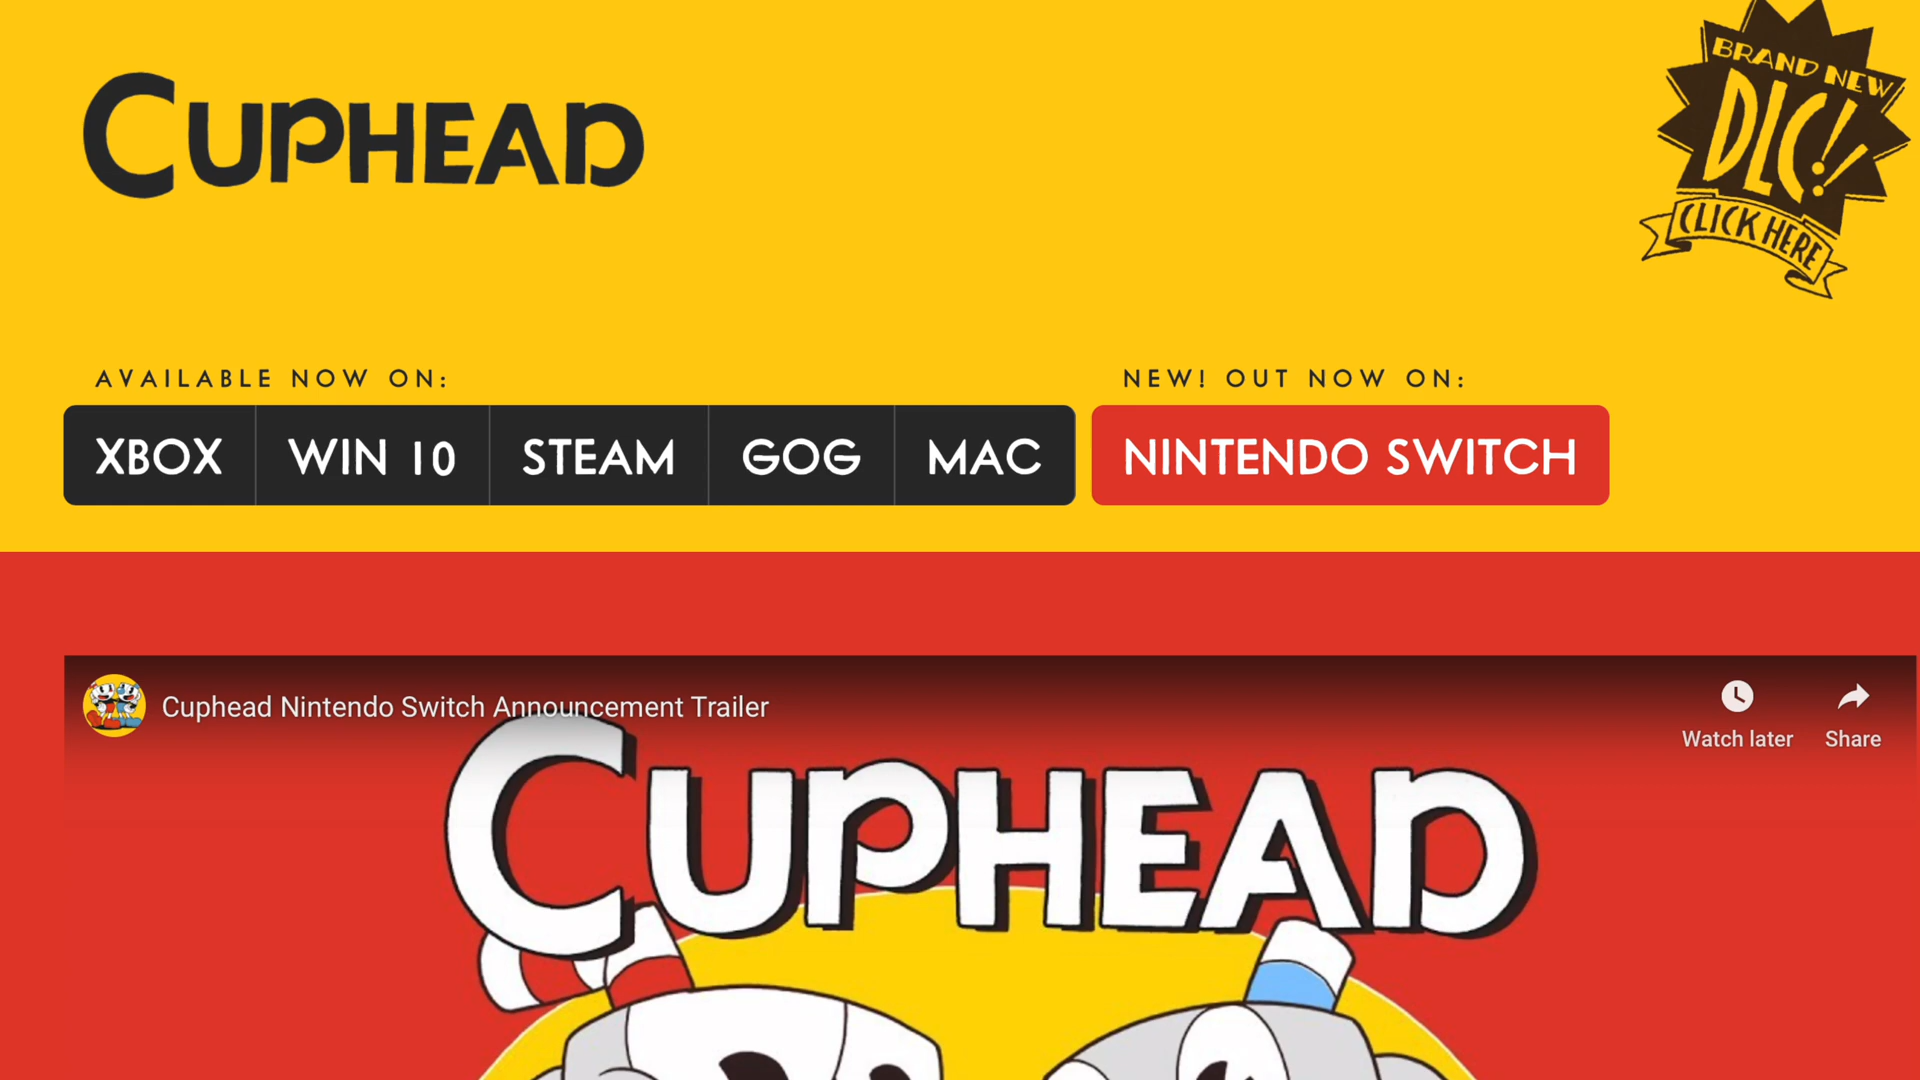 CUPHEAD
BRAND NEW
DLC!!
CLICK HERE
AVAILABLE NOW ON:
XBOX
WIN 10
STEAM
GOG
MAC
NEW! OUT NOW ON:
NINTENDO SWITCH
Cuphead Nintendo Switch Announcement Trailer
Watch later
Share
CUPHEAD